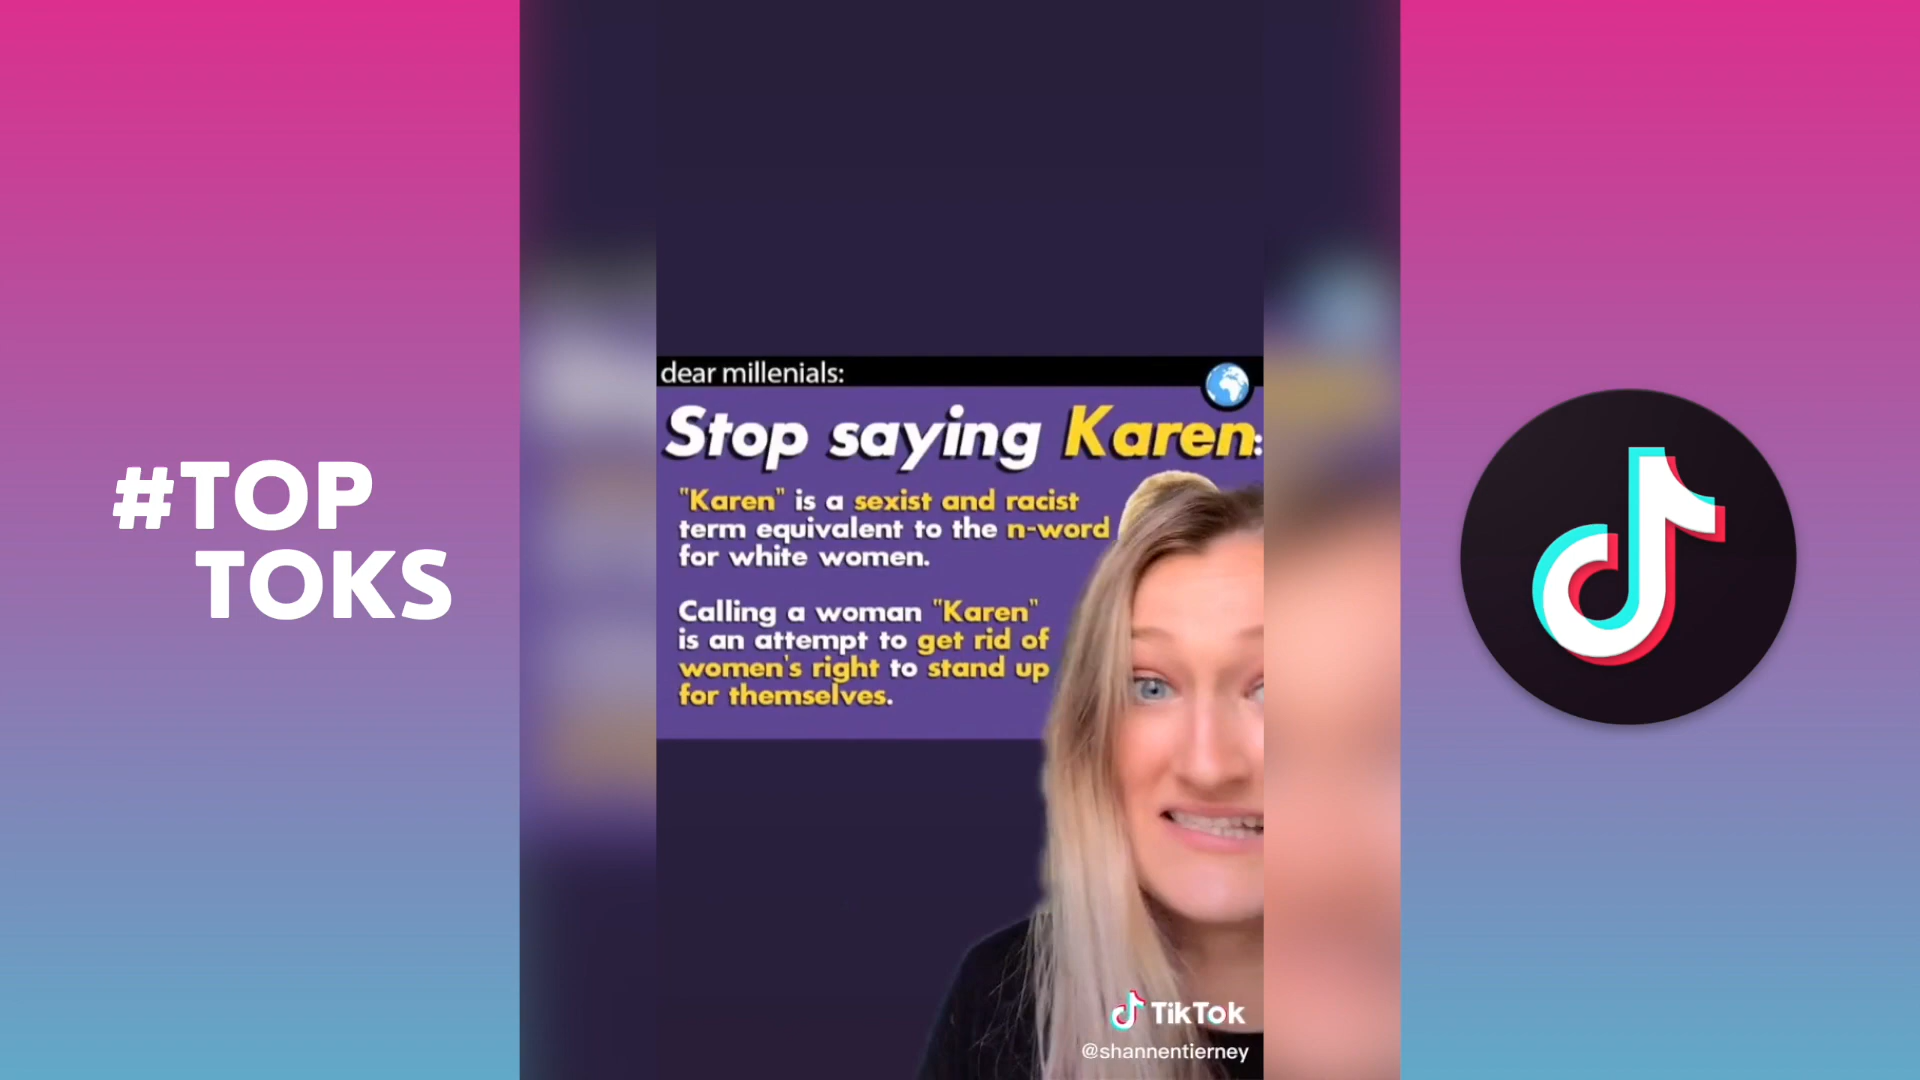 #TOP
TOKS
dear millenials:
Stop saying Karen:
"Karen" is a sexist and racist
term equivalent to the n-word
for white women.
Calling a woman "Karen"
is an attempt to get rid of
women's right to stand up
for themselves.
TikTok
@shannentierney